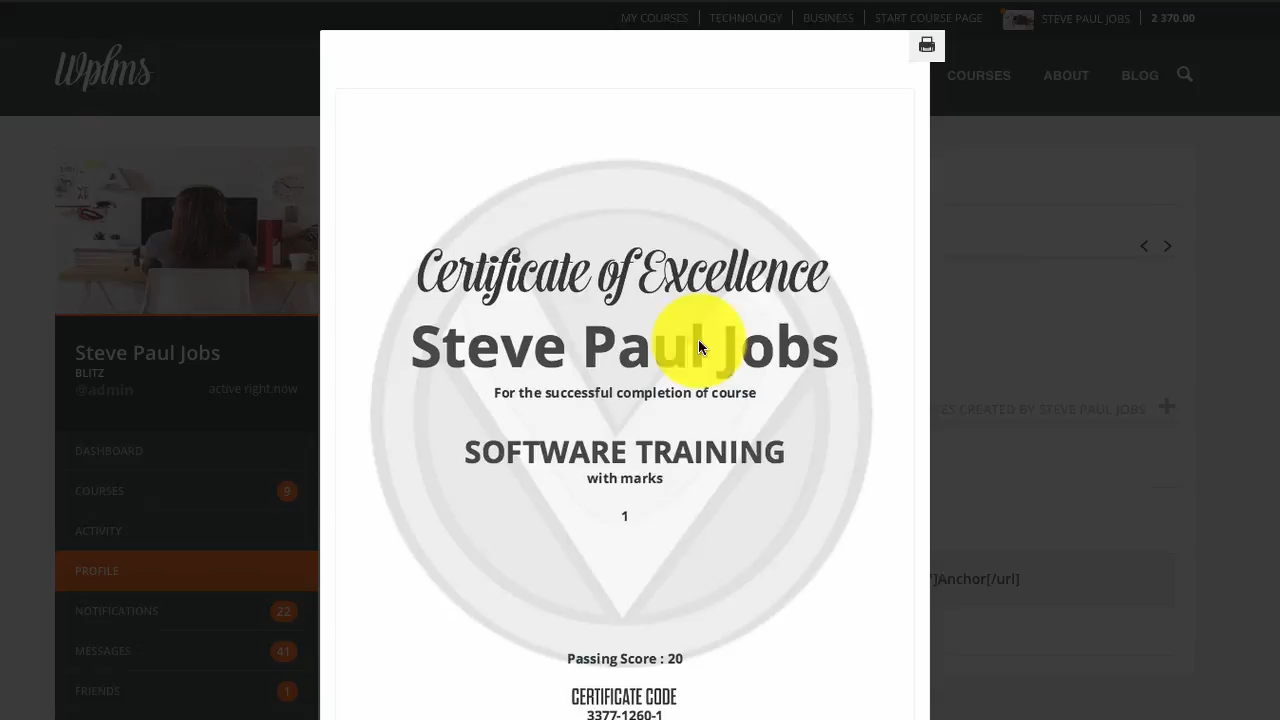 MY COURSES
TECHNOLOGY
BUSINESS
START COURSE PAGE
STEVE PAUL JOBS
2 370.00
Wplms
COURSES
ABOUT
BLOG
Certificate of Excellence
Steve Paul Jobs
For the successful completion of course
SOFTWARE TRAINING
with marks
1
Passing Score : 20
CERTIFICATE CODE
3377-1260-1
Steve Paul Jobs
BLITZ
@admin
active right now
DASHBOARD
COURSES 9
ACTIVITY
PROFILE
NOTIFICATIONS 22
MESSAGES 41
FRIENDS 1
ES CREATED BY STEVE PAUL JOBS
]Anchor[/url]